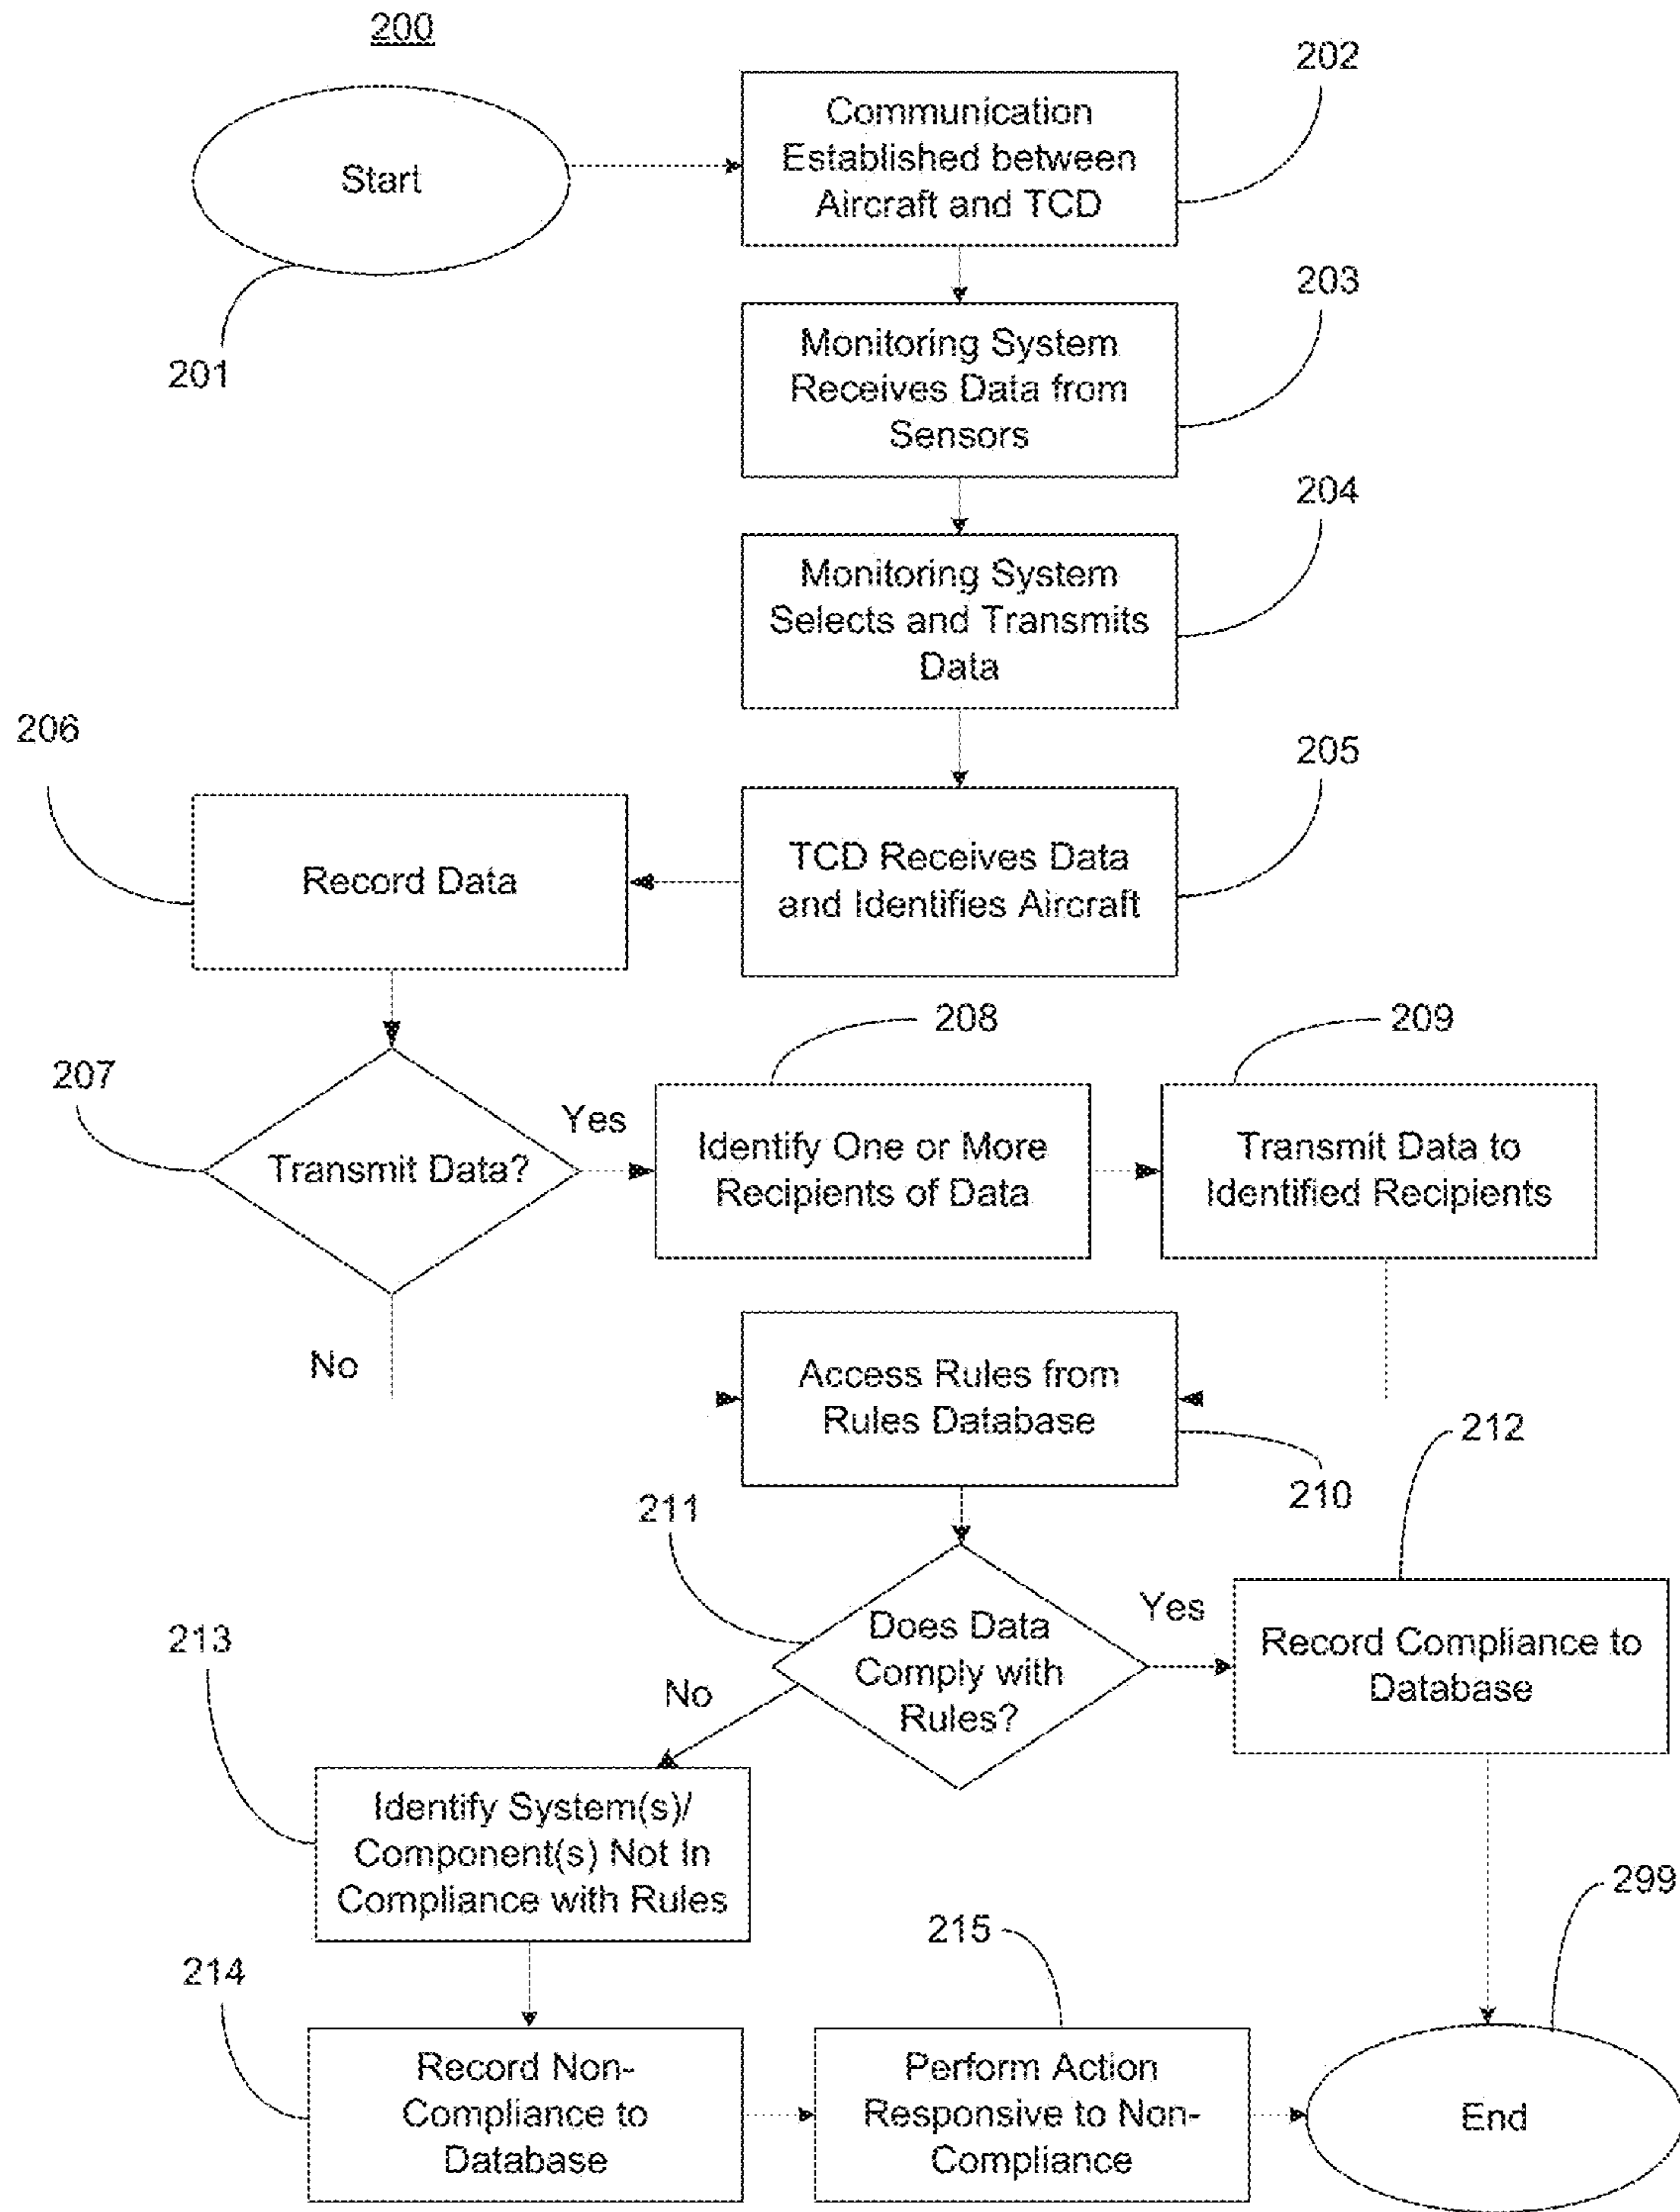 200
Start
201
Communication
Established between
Aircraft and TCD
202
Monitoring System
Receives Data from
Sensors
203
Monitoring System
Selects and Transmits
Data
204
TCD Receives Data
and Identifies Aircraft
205
206
Record Data
207
Transmit Data?
Yes
No
208
Identify One or More
Recipients of Data
209
Transmit Data to
Identified Recipients
Access Rules from
Rules Database
210
211
Does Data
Comply with
Rules?
Yes
No
212
Record Compliance to
Database
213
Identify System(s)/
Component(s) Not In
Compliance with Rules
214
Record Non-
Compliance to
Database
215
Perform Action
Responsive to Non-
Compliance
299
End